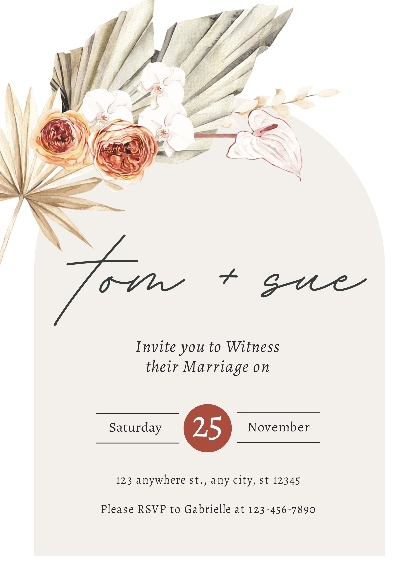 tom + sue
Invite you to Witness
their Marriage on
Saturday 25 November
123 anywhere st., any city, st 12345
Please RSVP to Gabrielle at 123-456-7890